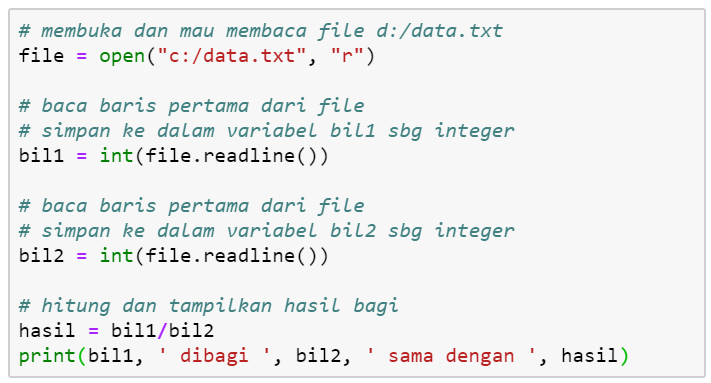 # membuka dan mau membaca file d:/data.txt
file = open("c:/data.txt", "r")
# baca baris pertama dari file
# simpan ke dalam variabel bil1 sbg integer
bil1 = int(file.readline())
# baca baris pertama dari file
# simpan ke dalam variabel bil2 sbg integer
bil2 = int(file.readline())
# hitung dan tampilkan hasil bagi
hasil = bil1/bil2
print(bil1, ' dibagi ', bil2, ' sama dengan ', hasil)